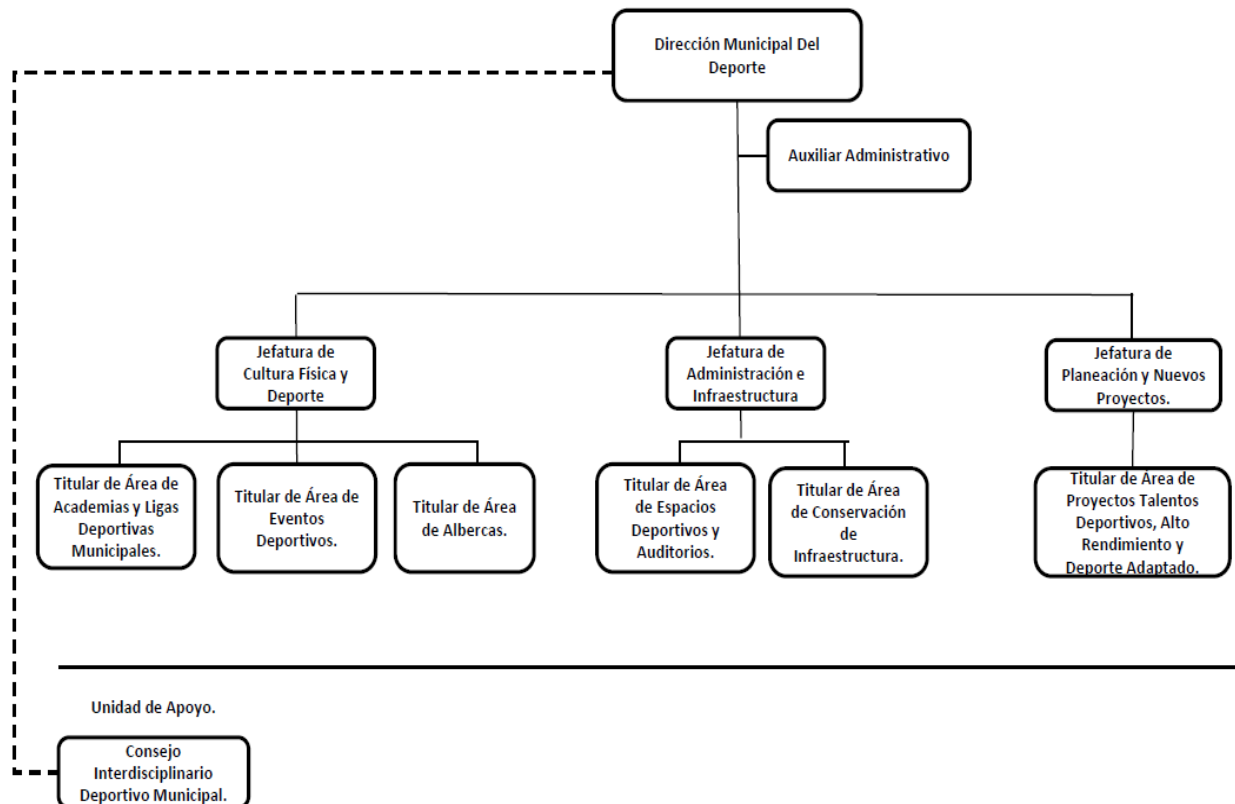 Dirección Municipal Del
Deporte
Auxiliar Administrativo
Jefatura de
Cultura Física y
Deporte
Jefatura de
Administración e
Infraestructura
Jefatura de
Planeación y Nuevos
Proyectos.
Titular de Área de
Academias y Ligas
Deportivas
Municipales.
Titular de Área de
Eventos
Deportivos.
Titular de Área
de Albercas.
Titular de Área
de Espacios
Deportivos y
Auditorios.
Titular de Área
de Conservación
de
Infraestructura.
Titular de Área de
Proyectos Talentos
Deportivos, Alto
Rendimiento y
Deporte Adaptado.
Unidad de Apoyo.
Consejo
Interdisciplinario
Deportivo Municipal.